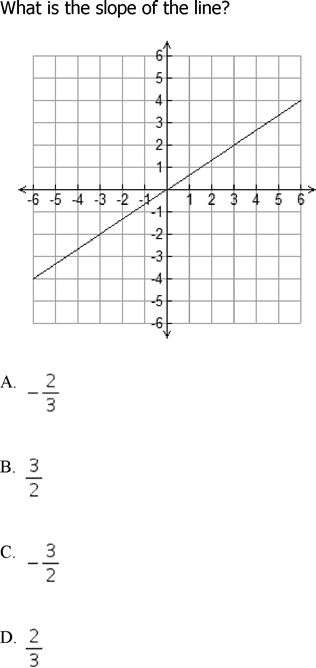 What is the slope of the line?
6
5
4
3
2
1
-6 -5 -4 -3 -2 -1 1 2 3 4 5 6
-1
-2
-3
-4
-5
-6
A. -2/3
B. 3/2
C. -3/2
D. 2/3